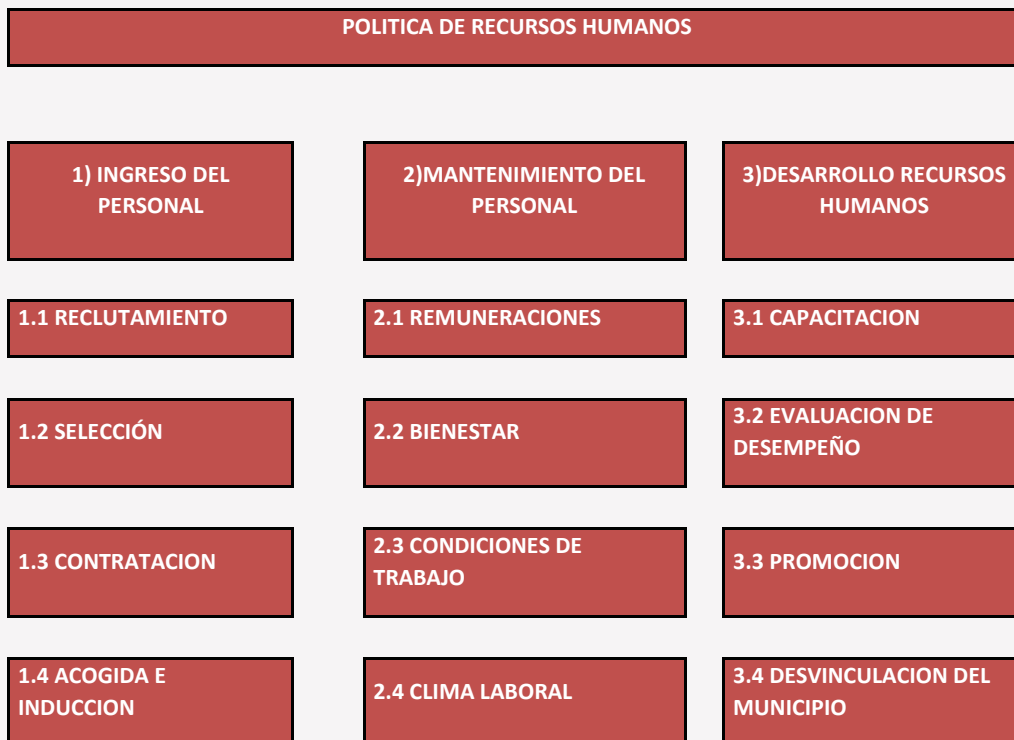 POLITICA DE RECURSOS HUMANOS
1) INGRESO DEL
PERSONAL
2)MANTENIMIENTO DEL
PERSONAL
3)DESARROLLO RECURSOS
HUMANOS
1.1 RECLUTAMIENTO
2.1 REMUNERACIONES
3.1 CAPACITACION
1.2 SELECCIÓN
2.2 BIENESTAR
3.2 EVALUACION DE
DESEMPEÑO
1.3 CONTRATACION
2.3 CONDICIONES DE
TRABAJO
3.3 PROMOCION
1.4 ACOGIDA E
INDUCCION
2.4 CLIMA LABORAL
3.4 DESVINCULACION DEL
MUNICIPIO